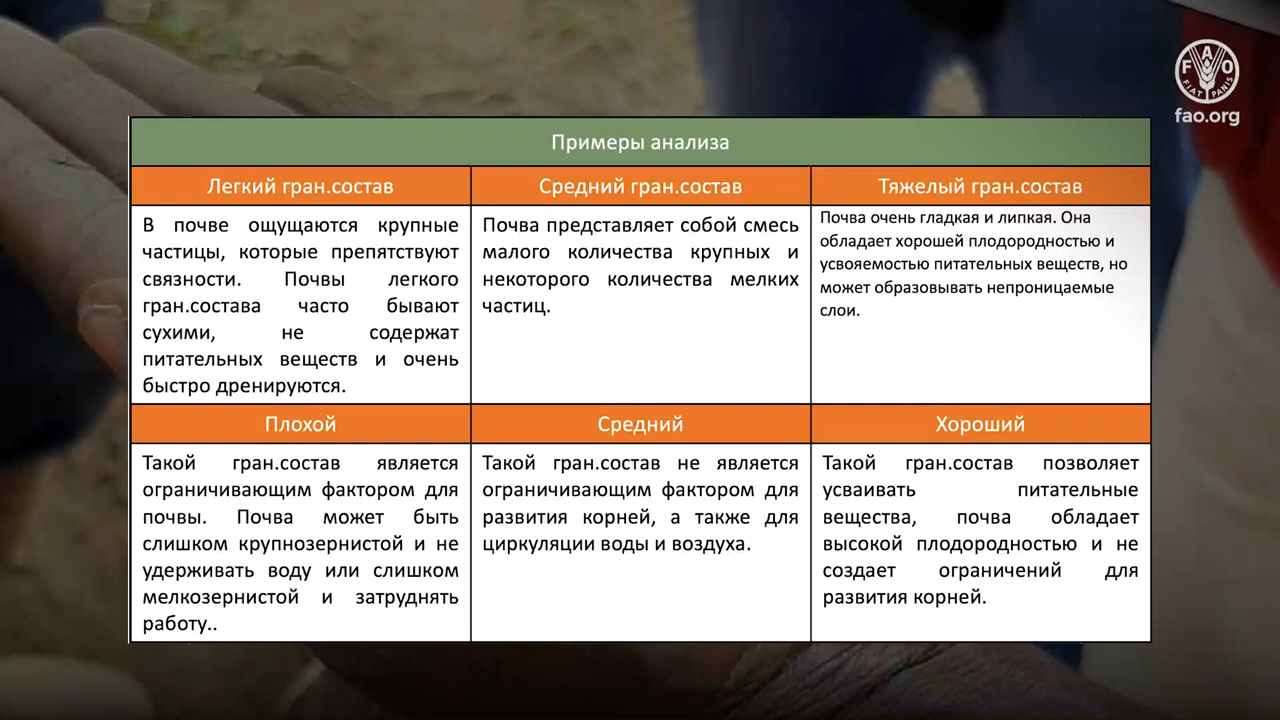 FAO
FIAT PANIS
fao.org
Примеры анализа
Легкий гран.состав
Средний гран.состав
Тяжелый гран.состав
В почве ощущаются крупные
частицы, которые препятствуют
связности. Почвы легкого
гран.состава часто бывают
сухими, не содержат
питательных веществ и очень
быстро дренируются.
Почва представляет собой смесь
малого количества крупных и
некоторого количества мелких
частиц.
Почва очень гладкая и липкая. Она
обладает хорошей плодородностью и
усвояемостью питательных веществ, но
может образовывать непроницаемые
слои.
Плохой
Средний
Хороший
Такой гран.состав является
ограничивающим фактором для
почвы. Почва может быть
слишком крупнозернистой и не
удерживать воду или слишком
мелкозернистой и затруднять
работу..
Такой гран.состав не является
ограничивающим фактором для
развития корней, а также для
циркуляции воды и воздуха.
Такой гран.состав позволяет
усваивать питательные
вещества, почва обладает
высокой плодородностью и не
создает ограничений для
развития корней.